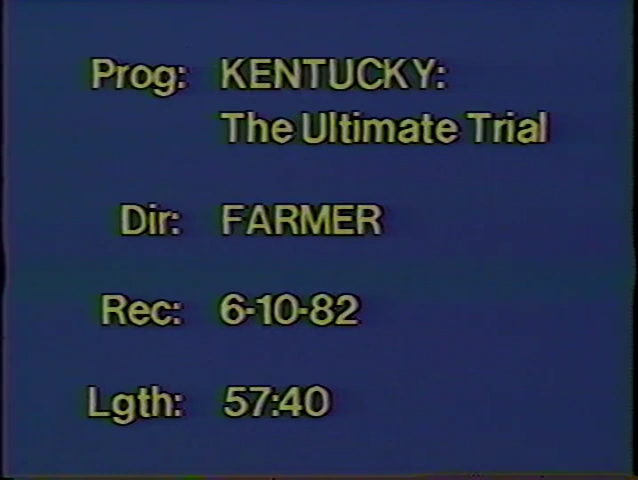 Prog: KENTUCKY:
The Ultimate Trial
Dir: FARMER
Rec: 6-10-82
Lgth: 57:40